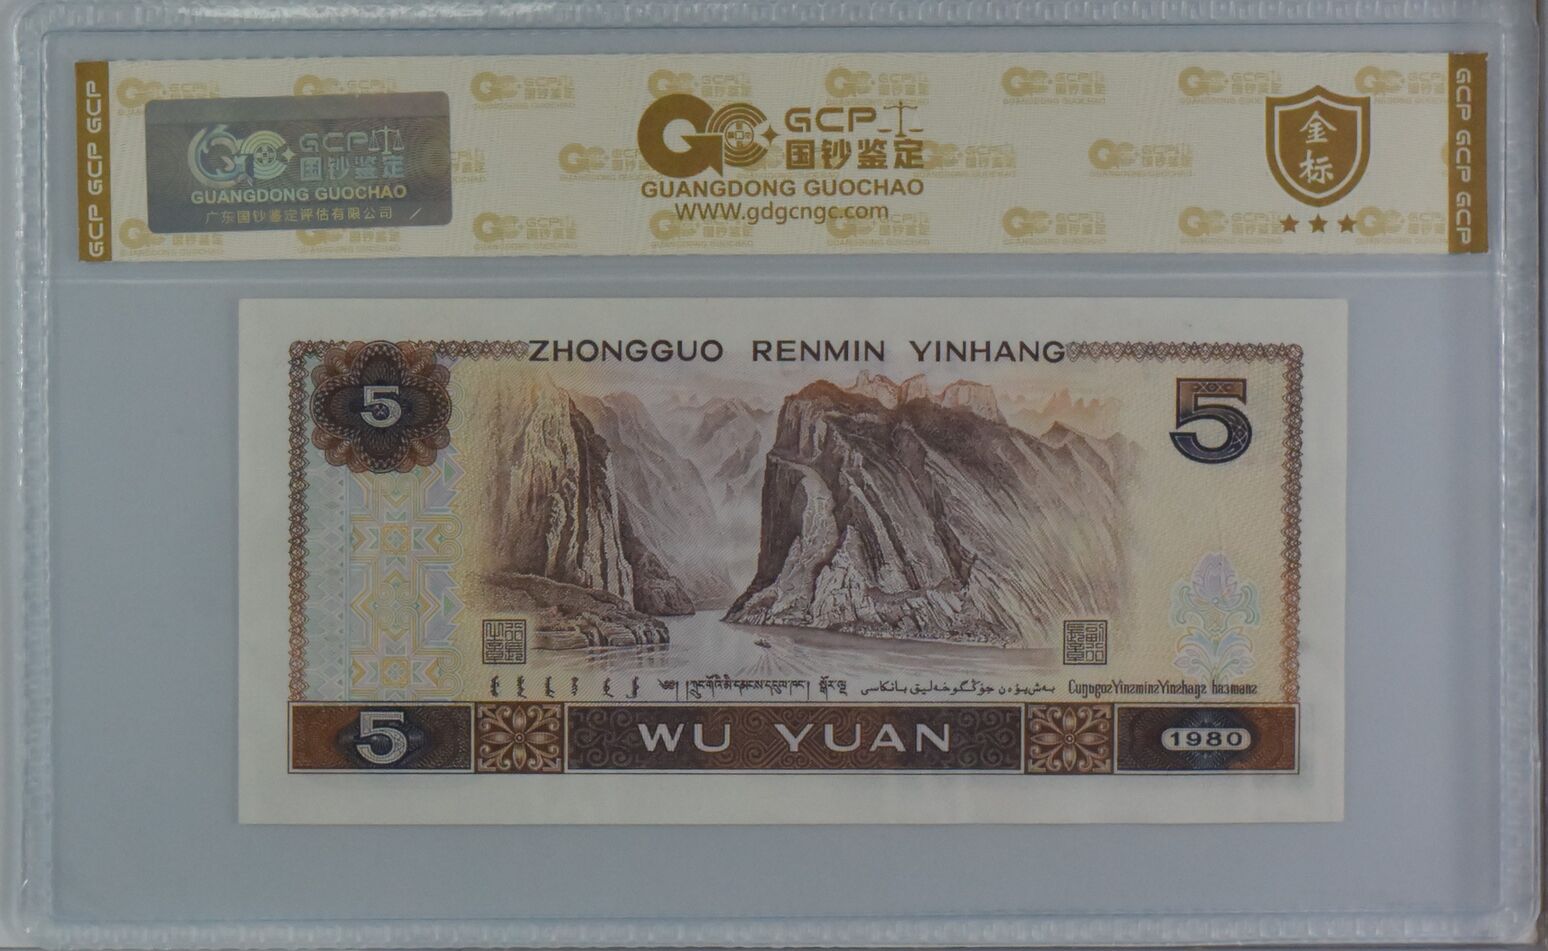 GCP GCP GCP
GCP
国钞鉴定
GUANGDONG GUOCHAO
广东国钞鉴定评估有限公司
GCP
国钞鉴定
GUANGDONG GUOCHAO
WWW.gdgcngc.com
金
标
GCP GCP GCP
ZHONGGUO RENMIN YINHANG
5
5
5
WU YUAN
1980